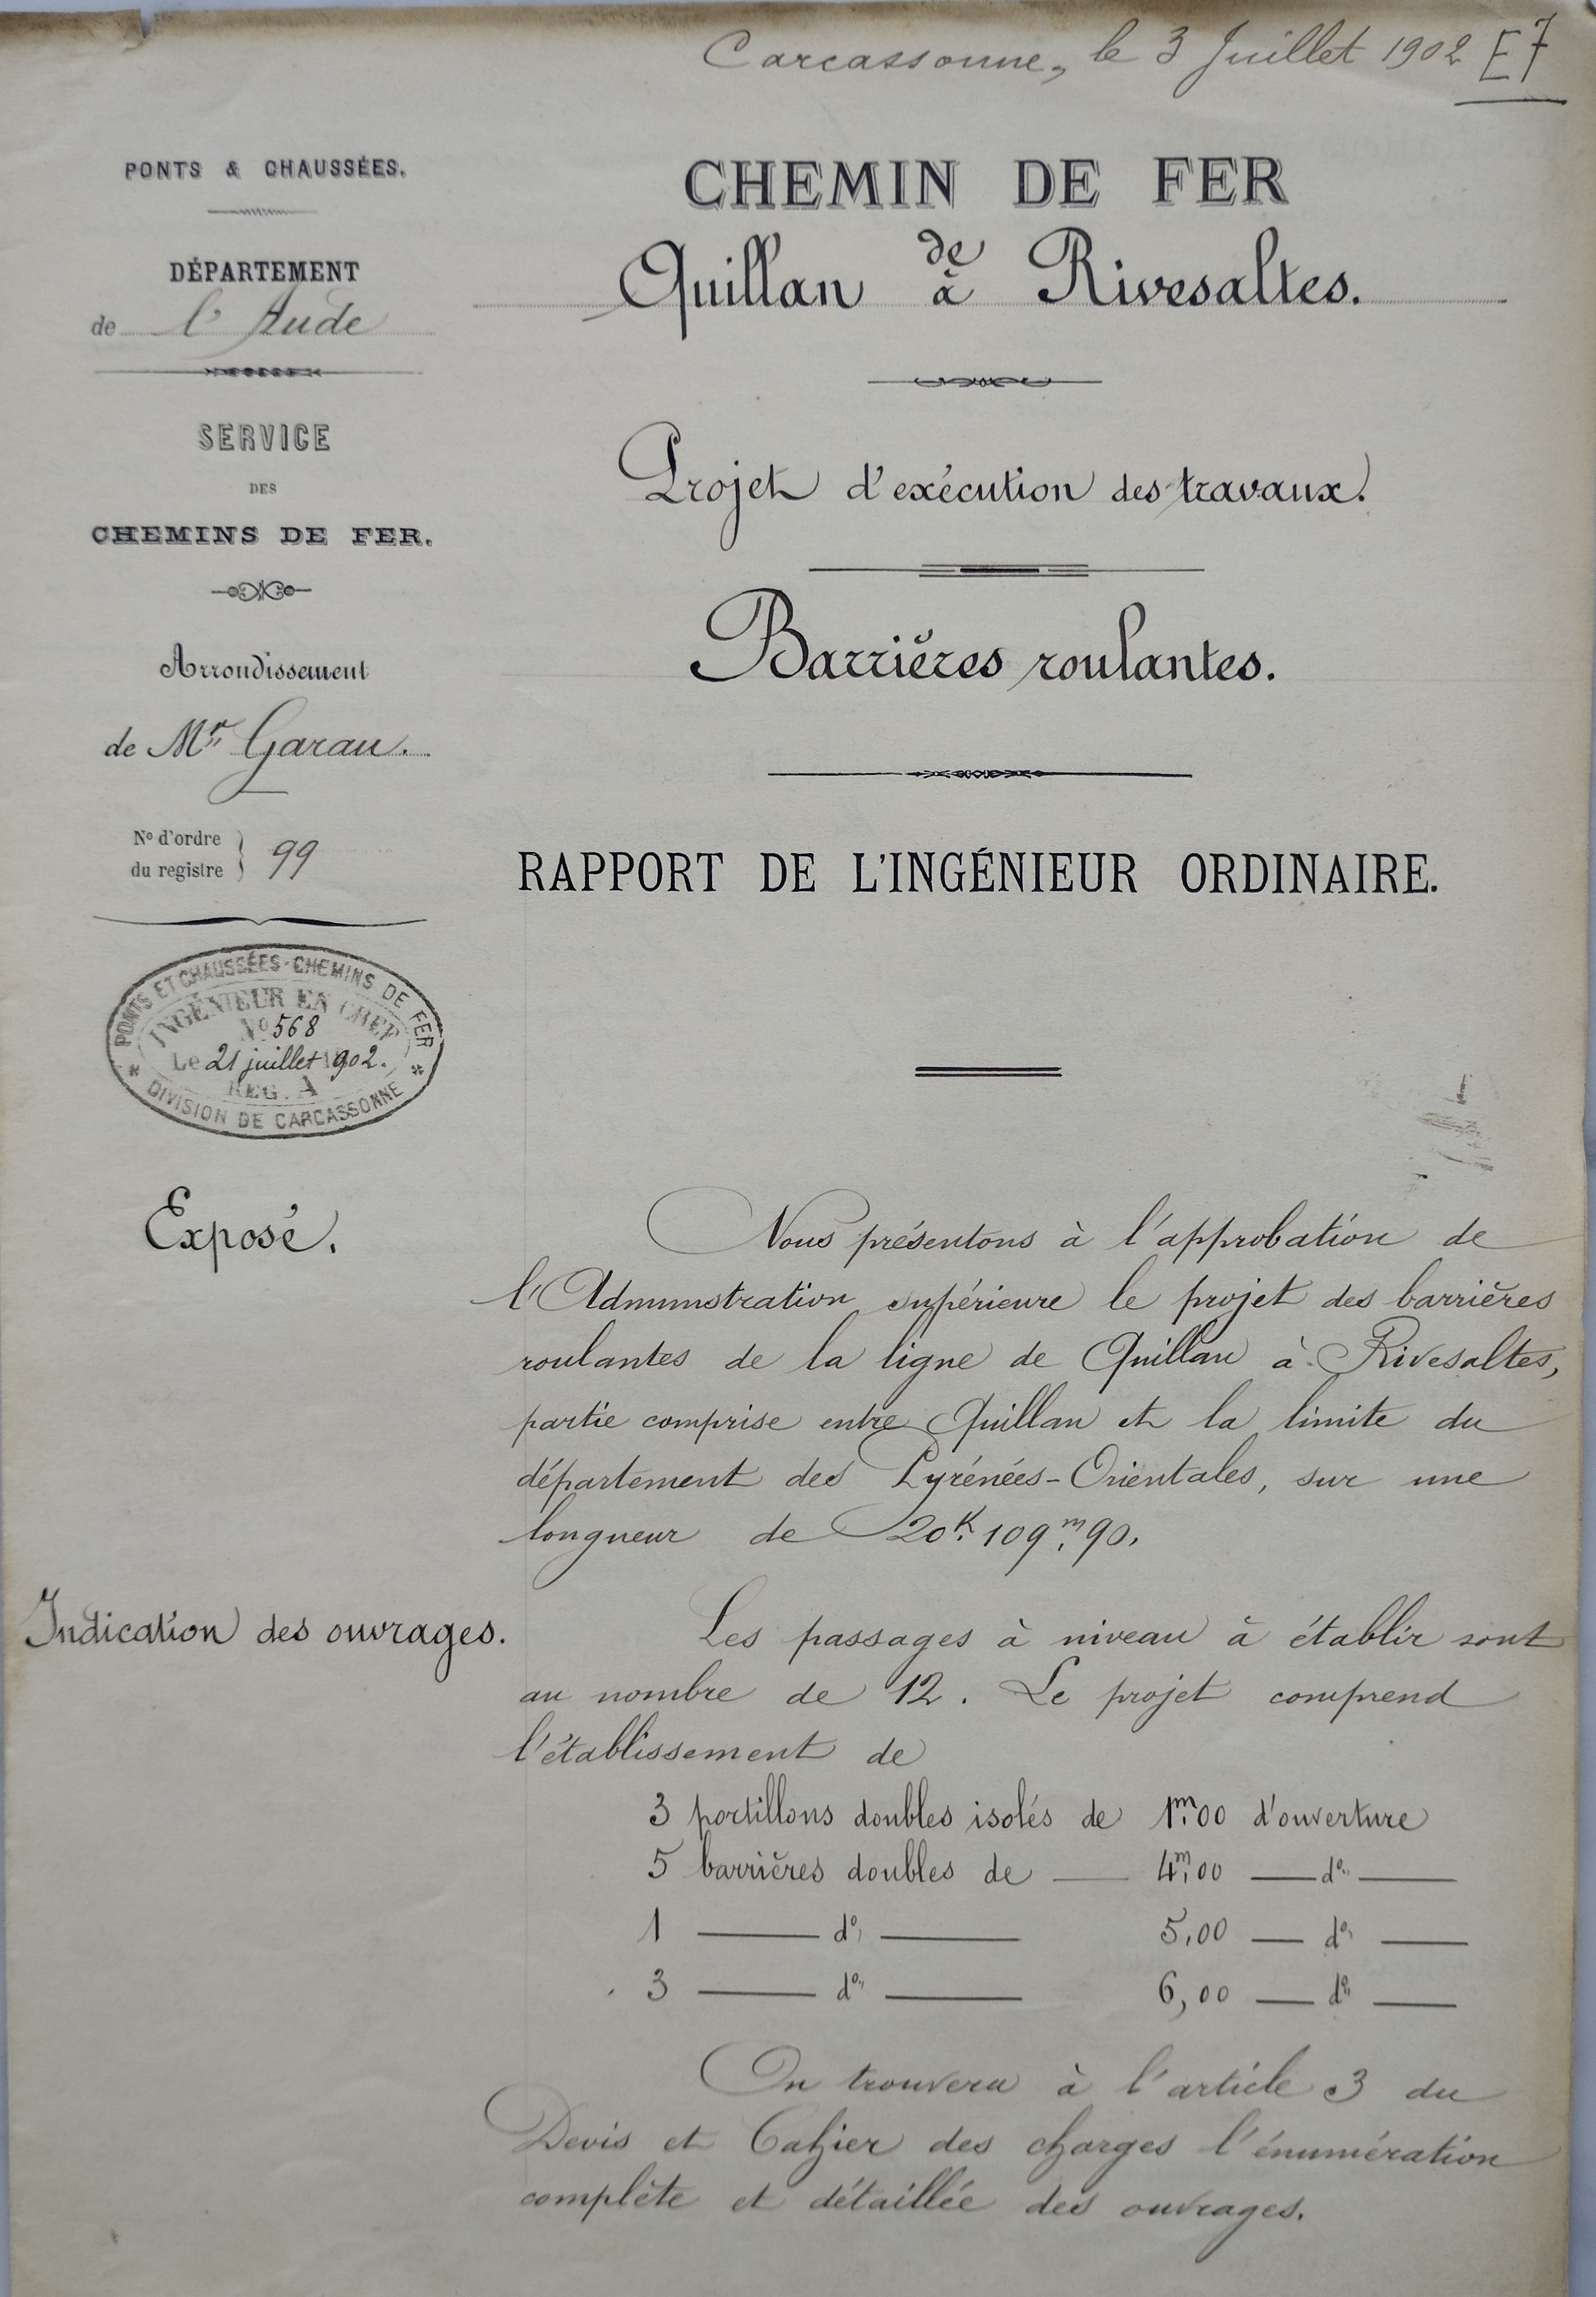 Carcassonne, le 3 Juillet 1902 E7
PONTS & CHAUSSÉES.
DÉPARTEMENT
de l'Aude
SERVICE
DES
CHEMINS DE FER.
Arrondissement
de Mr Garau.
No d'ordre
du registre } 99
PONTS ET CHAUSSÉES-CHEMINS DE FER
INGÉNIEUR EN CHEF
No 568
Le 21 juillet 1902.
REG. A
* DIVISION DE CARCASSONNE *
CHEMIN DE FER
de
Quillan à Rivesaltes.
Projet d'exécution des travaux.
Barrières roulantes.
RAPPORT DE L'INGÉNIEUR ORDINAIRE.
Exposé.
Nous présentons à l'approbation de
l'Administration supérieure le projet des barrières
roulantes de la ligne de Quillan à Rivesaltes,
partie comprise entre Quillan et la limite du
département des Pyrénées-Orientales, sur une
longueur de 20K.109m,90.
Indication des ouvrages.
Les passages à niveau à établir sont
au nombre de 12. Le projet comprend
l'établissement de
3 portillons doubles isolés de 1m,00 d'ouverture
5 barrières doubles de — 4m,00 — do —
1 — do — 5,00 — do —
3 — do — 6,00 — do —
On trouvera à l'article 3 du
Devis et Cahier des charges l'énumération
complète et détaillée des ouvrages.